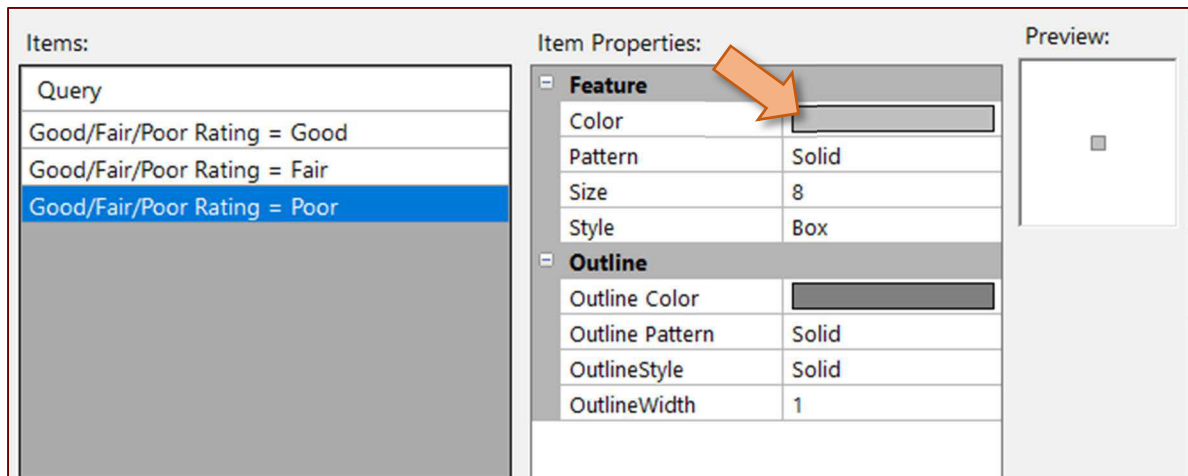 Items:
Query
Good/Fair/Poor Rating = Good
Good/Fair/Poor Rating = Fair
Good/Fair/Poor Rating = Poor
Item Properties:
Feature
Color
Pattern Solid
Size 8
Style Box
Outline
Outline Color
Outline Pattern Solid
OutlineStyle Solid
OutlineWidth 1
Preview: